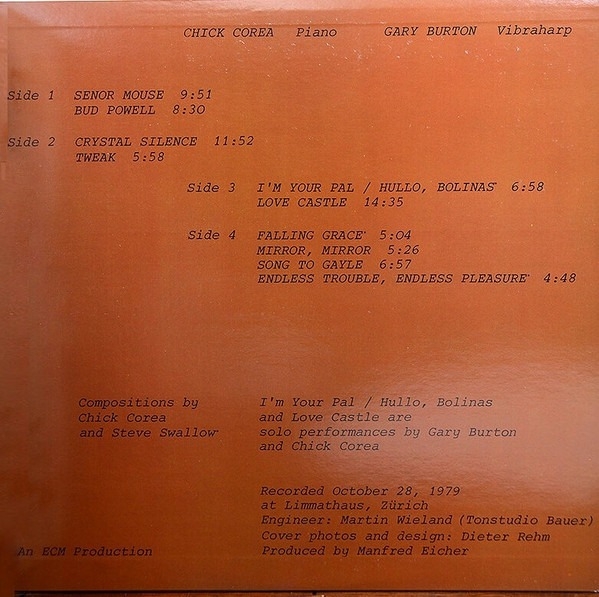 CHICK COREA Piano GARY BURTON Vibraharp
Side 1 SENOR MOUSE 9:51
BUD POWELL 8:30
Side 2 CRYSTAL SILENCE 11:52
TWEAK 5:58
Side 3 I'M YOUR PAL / HULLO, BOLINAS* 6:58
LOVE CASTLE 14:35
Side 4 FALLING GRACE* 5:04
MIRROR, MIRROR 5:26
SONG TO GAYLE 6:57
ENDLESS TROUBLE, ENDLESS PLEASURE* 4:48
Compositions by
Chick Corea
and Steve Swallow*
I'm Your Pal / Hullo, Bolinas
and Love Castle are
solo performances by Gary Burton
and Chick Corea
Recorded October 28, 1979
at Limmathaus, Zürich
Engineer: Martin Wieland (Tonstudio Bauer)
Cover photos and design: Dieter Rehm
Produced by Manfred Eicher
An ECM Production